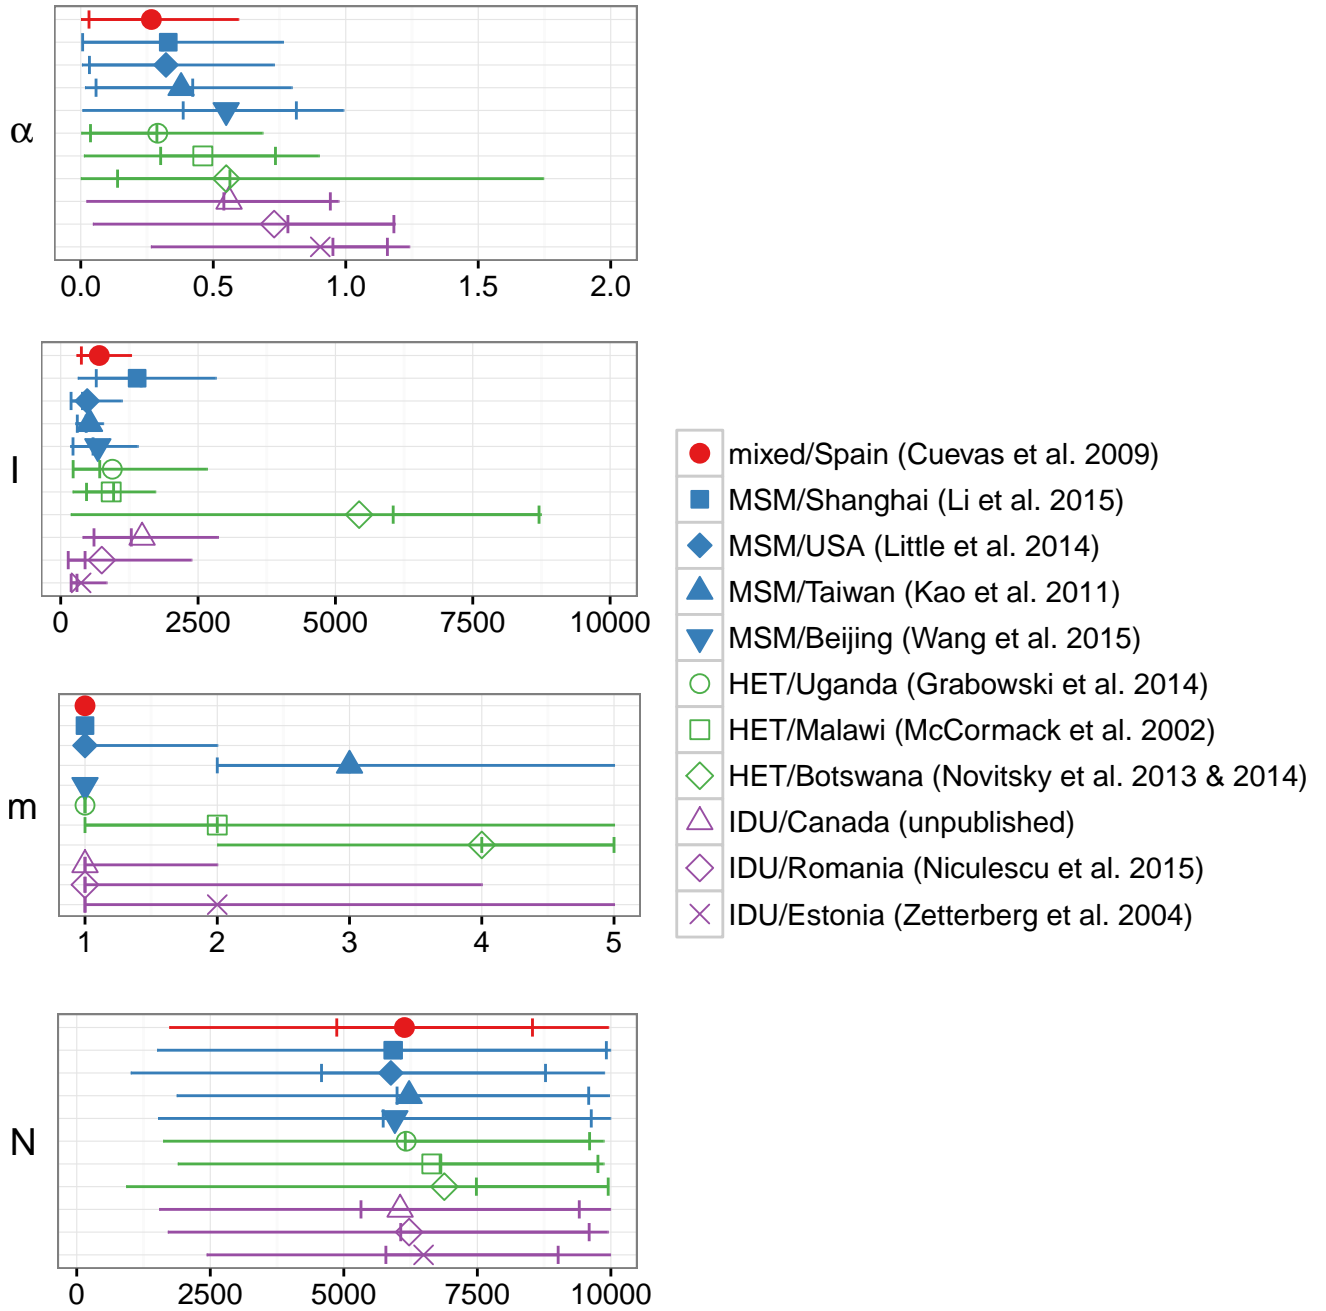 α
0.0 0.5 1.0 1.5 2.0
I
0 2500 5000 7500 10000
mixed/Spain (Cuevas et al. 2009)
MSM/Shanghai (Li et al. 2015)
MSM/USA (Little et al. 2014)
MSM/Taiwan (Kao et al. 2011)
MSM/Beijing (Wang et al. 2015)
HET/Uganda (Grabowski et al. 2014)
HET/Malawi (McCormack et al. 2002)
HET/Botswana (Novitsky et al. 2013 & 2014)
IDU/Canada (unpublished)
IDU/Romania (Niculescu et al. 2015)
IDU/Estonia (Zetterberg et al. 2004)
m
1 2 3 4 5
N
0 2500 5000 7500 10000